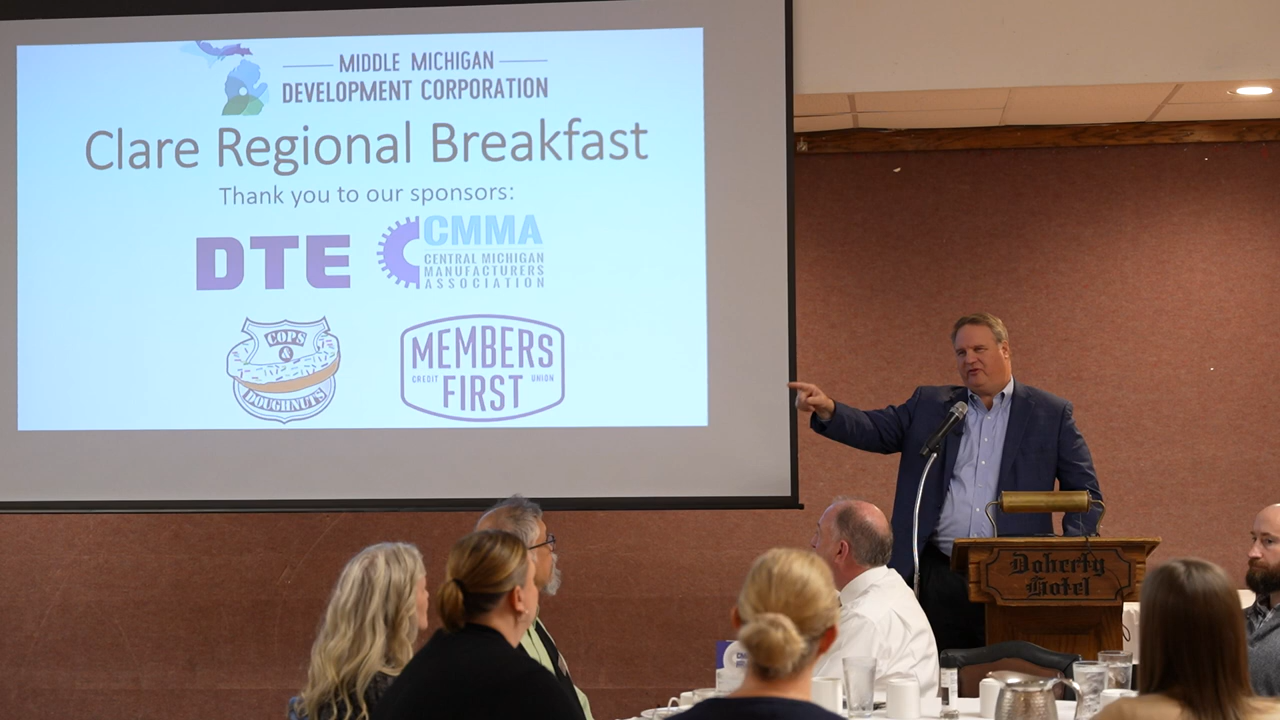 MIDDLE MICHIGAN
DEVELOPMENT CORPORATION
Clare Regional Breakfast
Thank you to our sponsors:
DTE
CMMA
CENTRAL MICHIGAN
MANUFACTURERS
ASSOCIATION
COPS
&
DOUGHNUTS
MEMBERS
CREDIT FIRST UNION
Doherty
Hotel